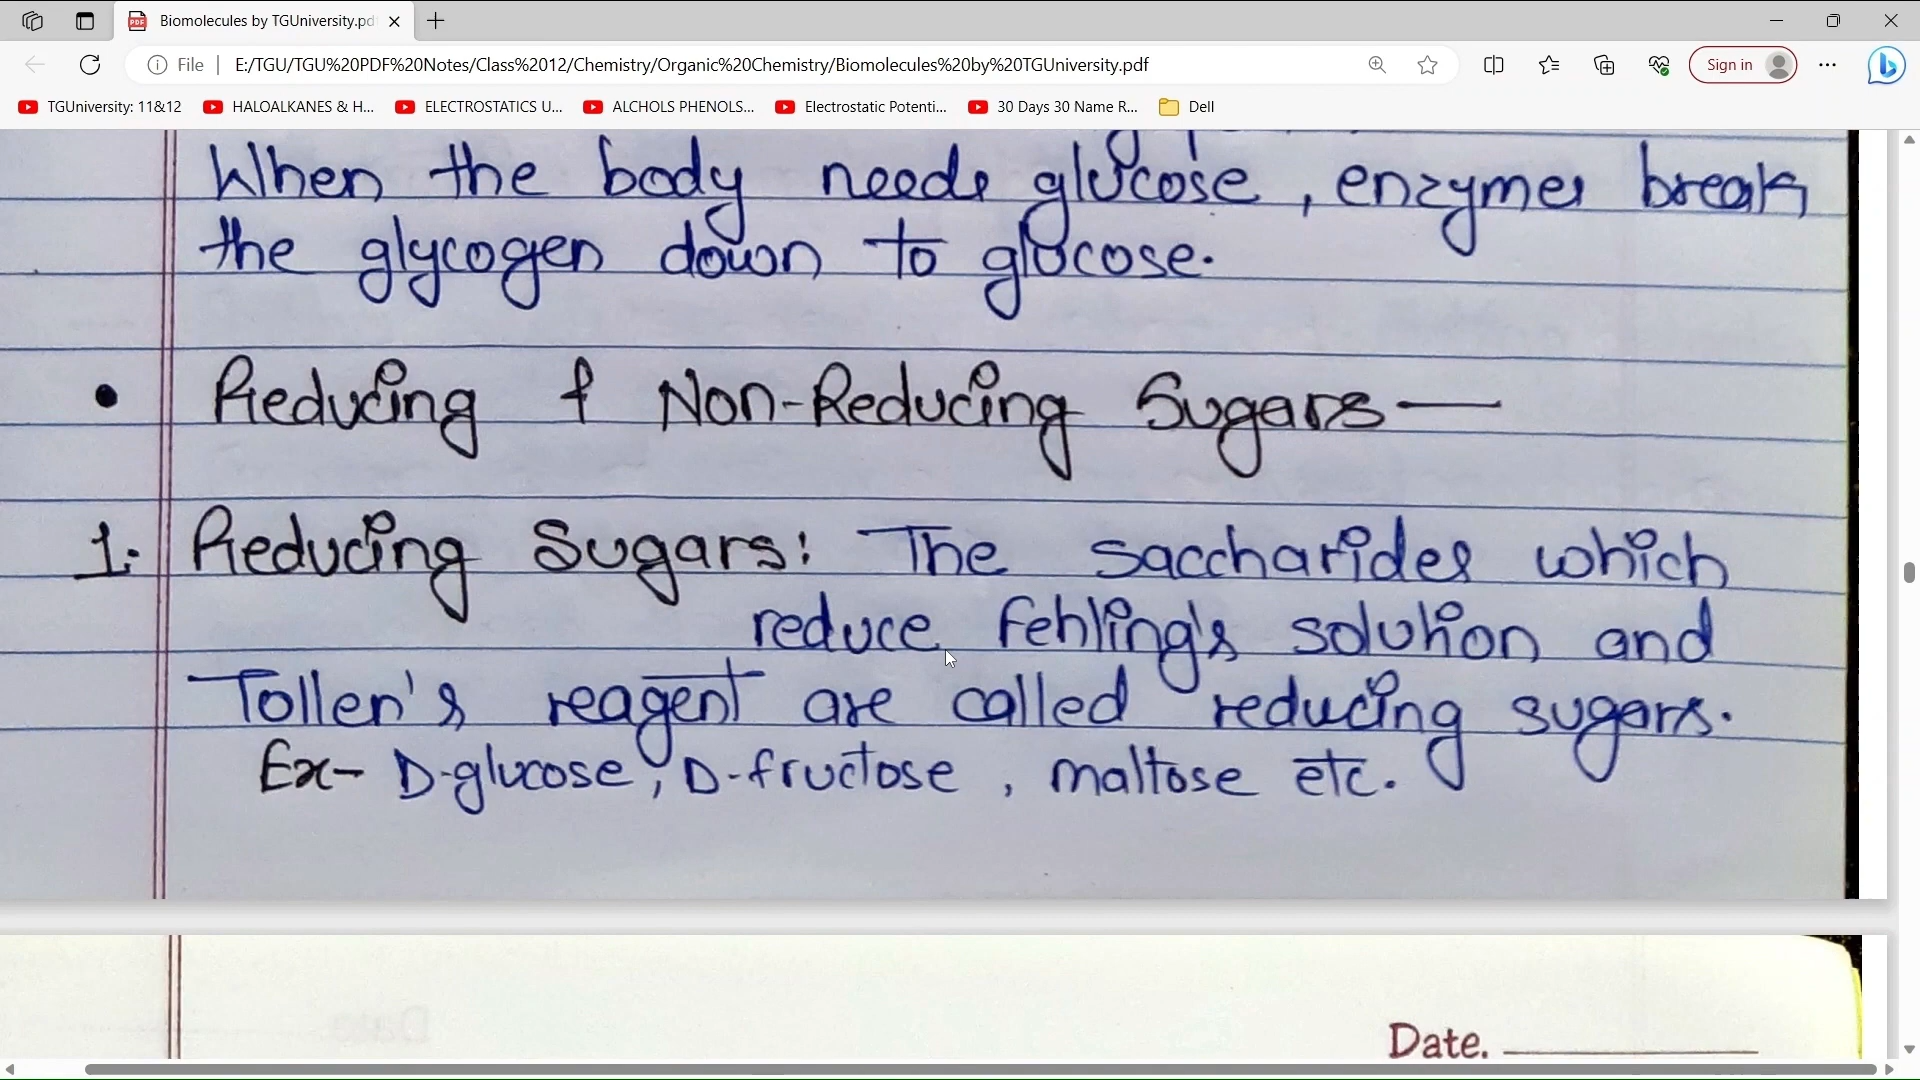 Biomolecules by TGUniversity.pd
File
E:/TGU/TGU%20PDF%20Notes/Class%2012/Chemistry/Organic%20Chemistry/Biomolecules%20by%20TGUniversity.pdf
Sign in
TGUniversity: 11&12
HALOALKANES & H...
ELECTROSTATICS U...
ALCHOLS PHENOLS...
Electrostatic Potenti...
30 Days 30 Name R...
Dell
When the body needs glucose, enzymes break
the glycogen down to glucose.
• Reducing & Non-Reducing Sugars —
1. Reducing Sugars: The saccharides which
reduce Fehling's solution and
Tollen's reagent are called reducing sugars.
Ex- D-glucose, D-fructose, maltose etc.
Date.